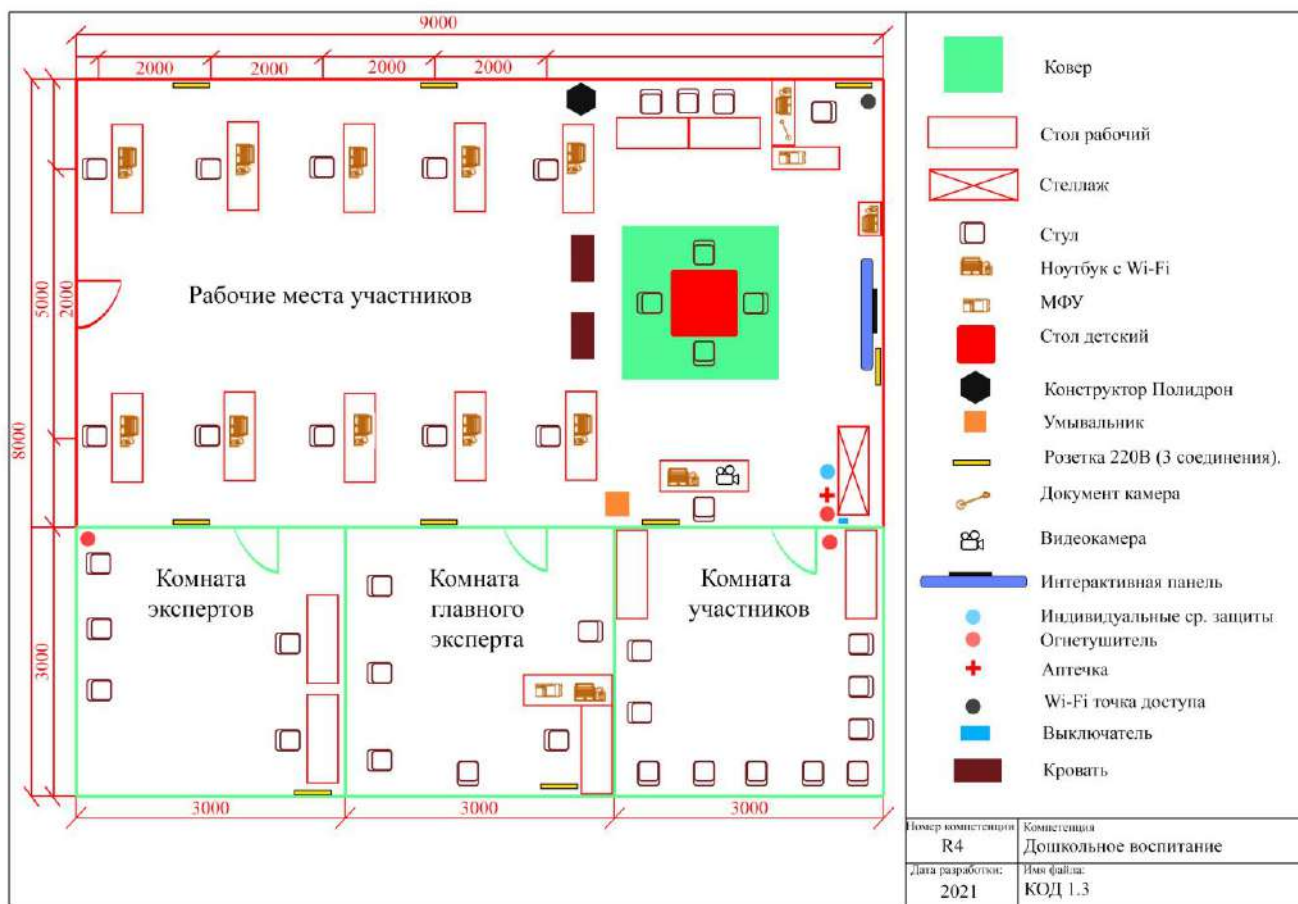 9000
2000
2000
2000
2000
8000
5000
2000
3000
Рабочие места участников
Комната
экспертов
Комната
главного
эксперта
Комната
участников
3000
3000
3000
Ковер
Стол рабочий
Стеллаж
Стул
Ноутбук с Wi-Fi
МФУ
Стол детский
Конструктор Полидрон
Умывальник
Розетка 220В (3 соединения).
Документ камера
Видеокамера
Интерактивная панель
Индивидуальные ср. защиты
Огнетушитель
Аптечка
Wi-Fi точка доступа
Выключатель
Кровать
Номер компетенции
R4
Компетенция
Дошкольное воспитание
Дата разработки:
2021
Имя файла:
КОД 1.3